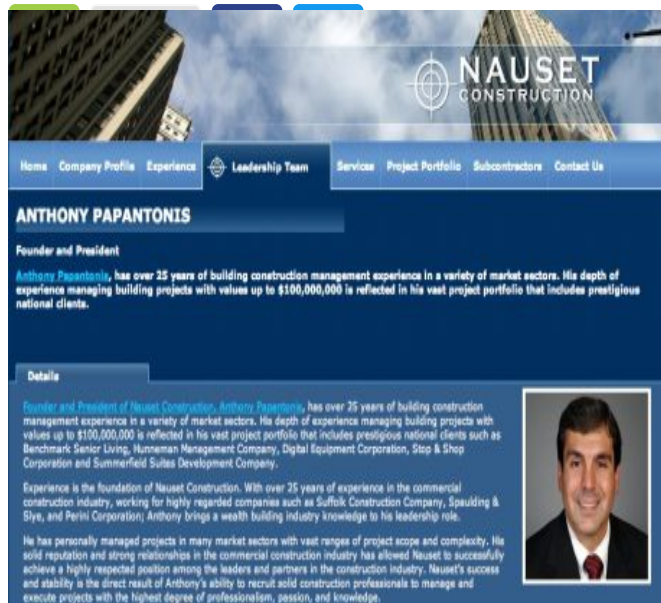 NAUSET
CONSTRUCTION
Home Company Profile Experience Leadership Team Services Project Portfolio Subcontractors Contact Us
ANTHONY PAPANTONIS
Founder and President
Anthony Papantonis, has over 25 years of building construction management experience in a variety of market sectors. His depth of
experience managing building projects with values up to $100,000,000 is reflected in his vast project portfolio that includes prestigious
national clients.
Details
Founder and President of Nauset Construction, Anthony Papantonis, has over 25 years of building construction
management experience in a variety of market sectors. His depth of experience managing building projects with
values up to $100,000,000 is reflected in his vast project portfolio that includes prestigious national clients such as
Benchmark Senior Living, Hunneman Management Company, Digital Equipment Corporation, Stop & Shop
Corporation and Summerfield Suites Development Company.
Experience is the foundation of Nauset Construction. With over 25 years of experience in the commercial
construction industry, working for highly regarded companies such as Suffolk Construction Company, Spaulding &
Slye, and Perini Corporation; Anthony brings a wealth building industry knowledge to his leadership role.
He has personally managed projects in many market sectors with vast ranges of project scope and complexity. His
solid reputation and strong relationships in the commercial construction industry has allowed Nauset to successfully
achieve a highly respected position among the leaders and partners in the construction industry. Nauset's success
and stability is the direct result of Anthony's ability to recruit solid construction professionals to manage and
execute projects with the highest degree of professionalism, passion, and knowledge.